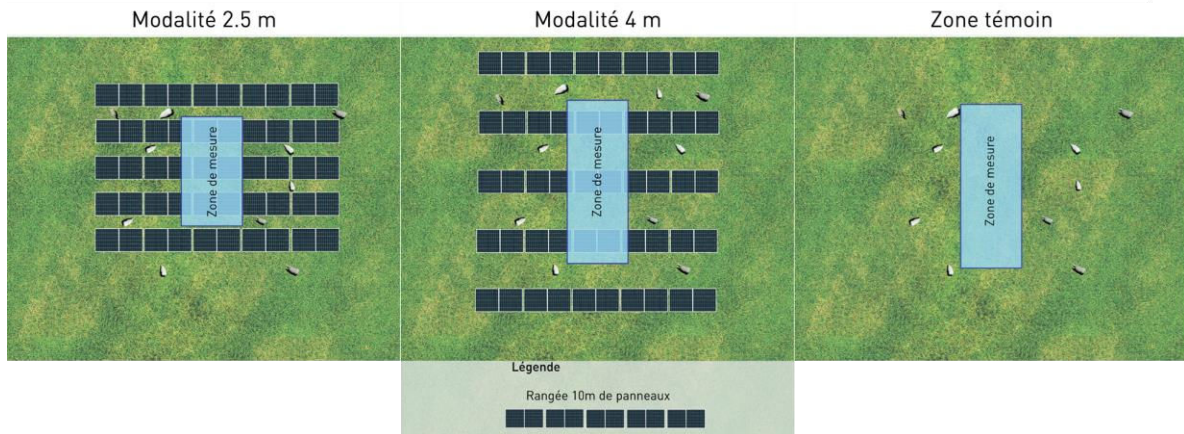 Modalité 2.5 m
Modalité 4 m
Zone témoin
Zone de mesure
Zone de mesure
Zone de mesure
Légende
Rangée 10m de panneaux